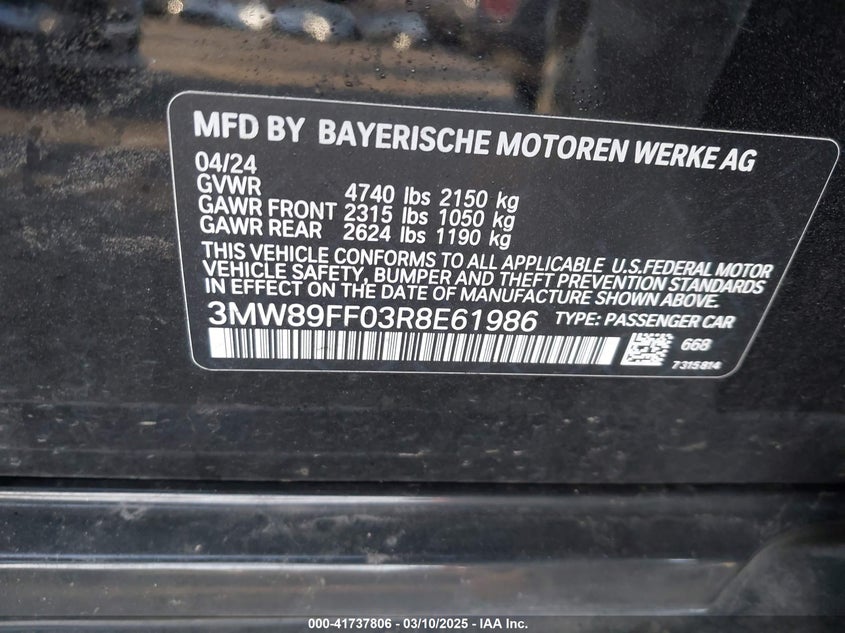 MFD BY BAYERISCHE MOTOREN WERKE AG
04/24
GVWR 4740 lbs 2150 kg
GAWR FRONT 2315 lbs 1050 kg
GAWR REAR 2624 lbs 1190 kg
THIS VEHICLE CONFORMS TO ALL APPLICABLE U.S.FEDERAL MOTOR
VEHICLE SAFETY, BUMPER AND THEFT PREVENTION STANDARDS
IN EFFECT ON THE DATE OF MANUFACTURE SHOWN ABOVE.
3MW89FF03R8E61986 TYPE: PASSENGER CAR
668
7315814
000-41737806 - 03/10/2025 - IAA Inc.